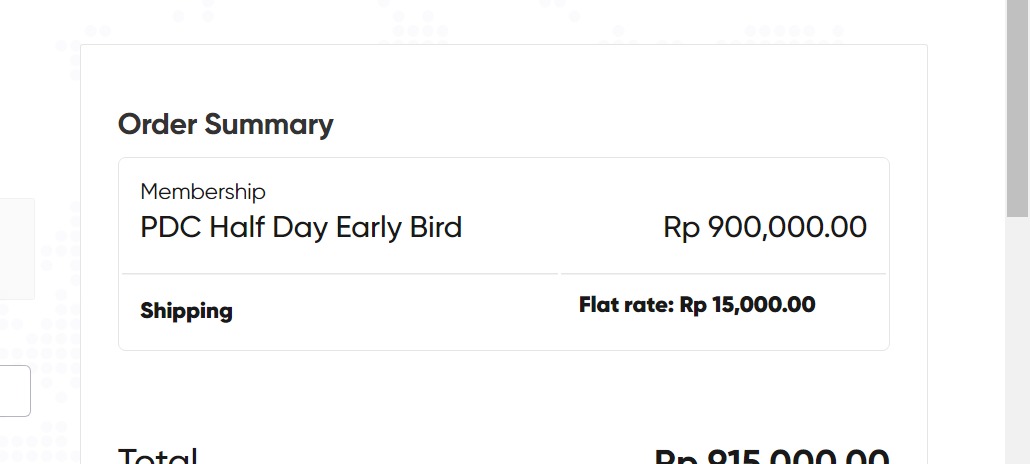 Order Summary
Membership
PDC Half Day Early Bird Rp 900,000.00
Shipping Flat rate: Rp 15,000.00
Total Rp 915,000.00